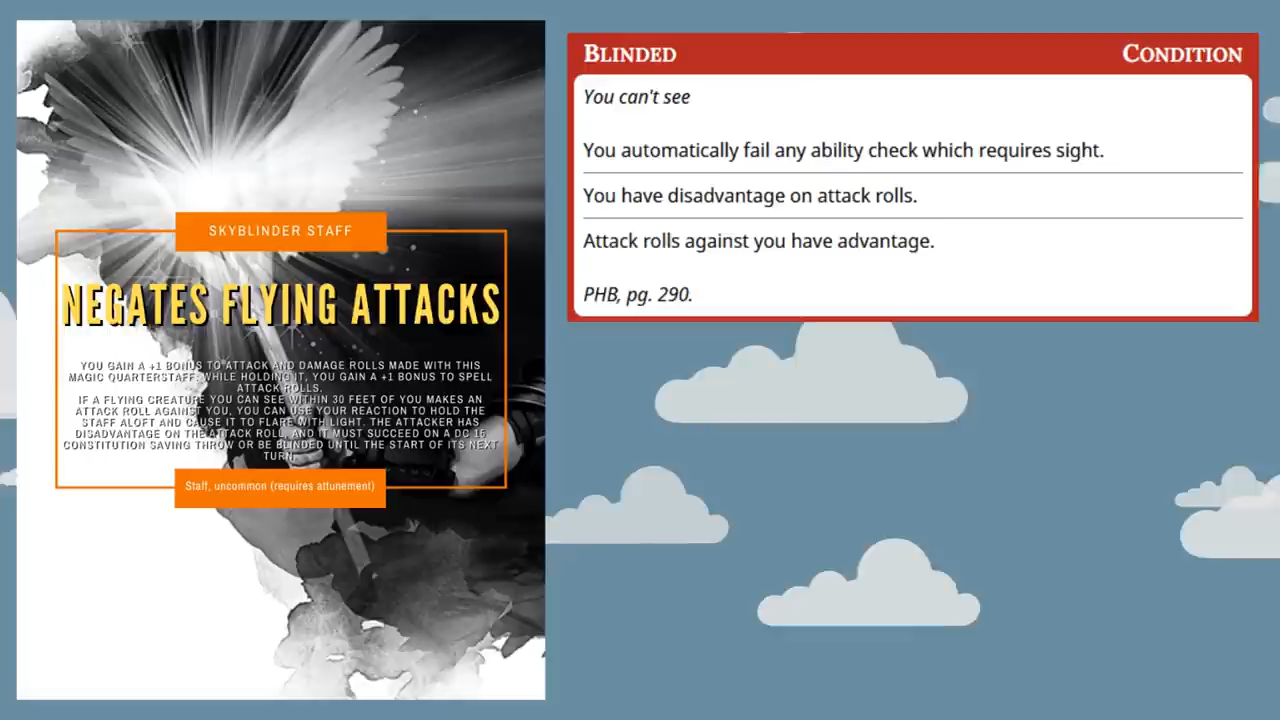 SKYBLINDER STAFF
NEGATES FLYING ATTACKS
YOU GAIN A +1 BONUS TO ATTACK AND DAMAGE ROLLS MADE WITH THIS
MAGIC QUARTERSTAFF. WHILE HOLDING IT, YOU GAIN A +1 BONUS TO SPELL
ATTACK ROLLS.
IF A FLYING CREATURE YOU CAN SEE WITHIN 30 FEET OF YOU MAKES AN
ATTACK ROLL AGAINST YOU, YOU CAN USE YOUR REACTION TO HOLD THE
STAFF ALOFT AND CAUSE IT TO FLARE WITH LIGHT. THE ATTACKER HAS
DISADVANTAGE ON THE ATTACK ROLL, AND IT MUST SUCCEED ON A DC 15
CONSTITUTION SAVING THROW OR BE BLINDED UNTIL THE START OF ITS NEXT
TURN.
Staff, uncommon (requires attunement)
BLINDED CONDITION
You can't see
You automatically fail any ability check which requires sight.
You have disadvantage on attack rolls.
Attack rolls against you have advantage.
PHB, pg. 290.